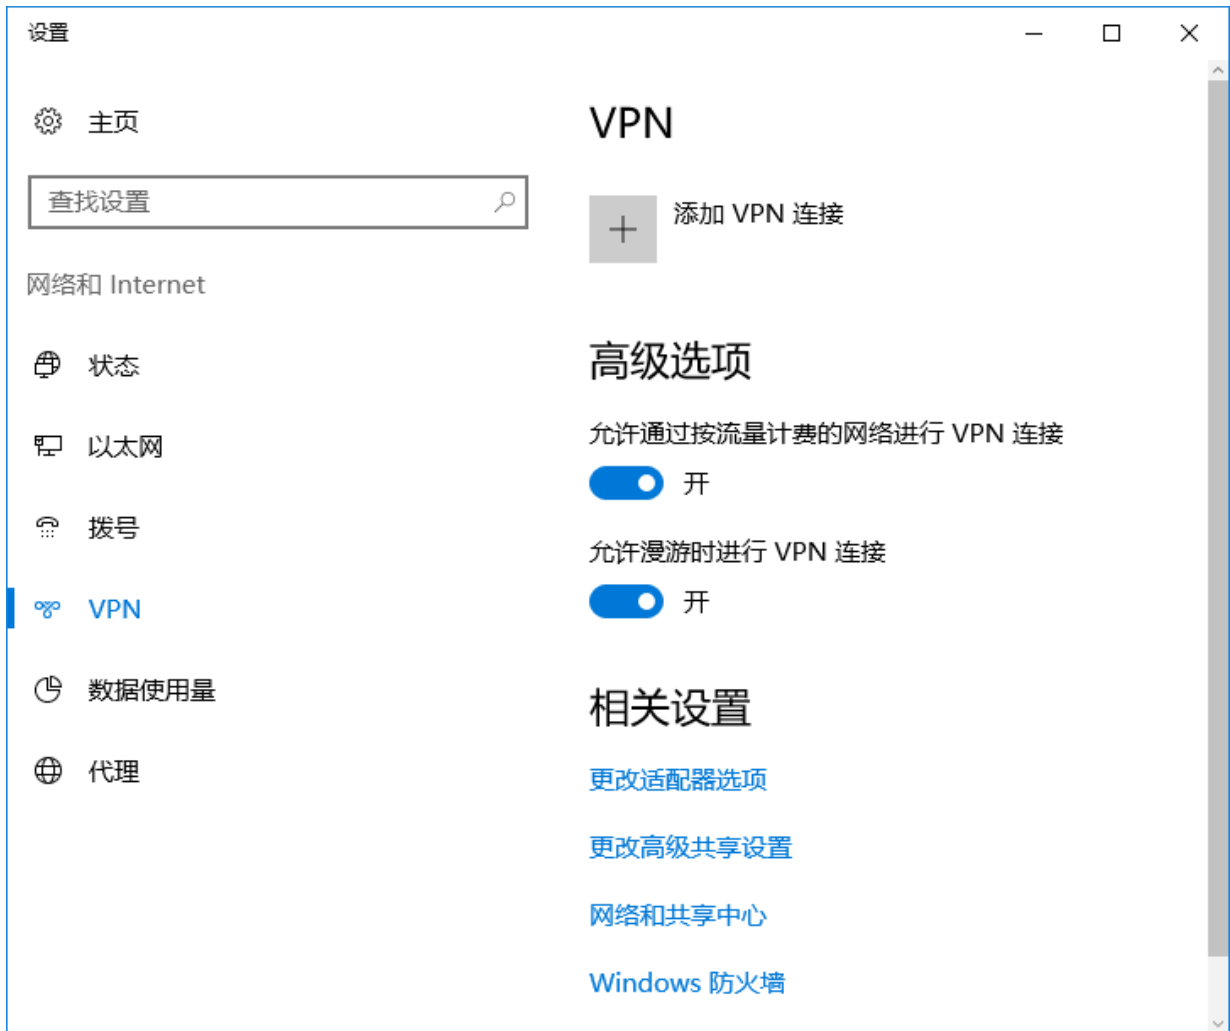 设置
主页
查找设置
网络和 Internet
状态
以太网
拨号
VPN
数据使用量
代理
VPN
添加 VPN 连接
高级选项
允许通过按流量计费的网络进行 VPN 连接
开
允许漫游时进行 VPN 连接
开
相关设置
更改适配器选项
更改高级共享设置
网络和共享中心
Windows 防火墙